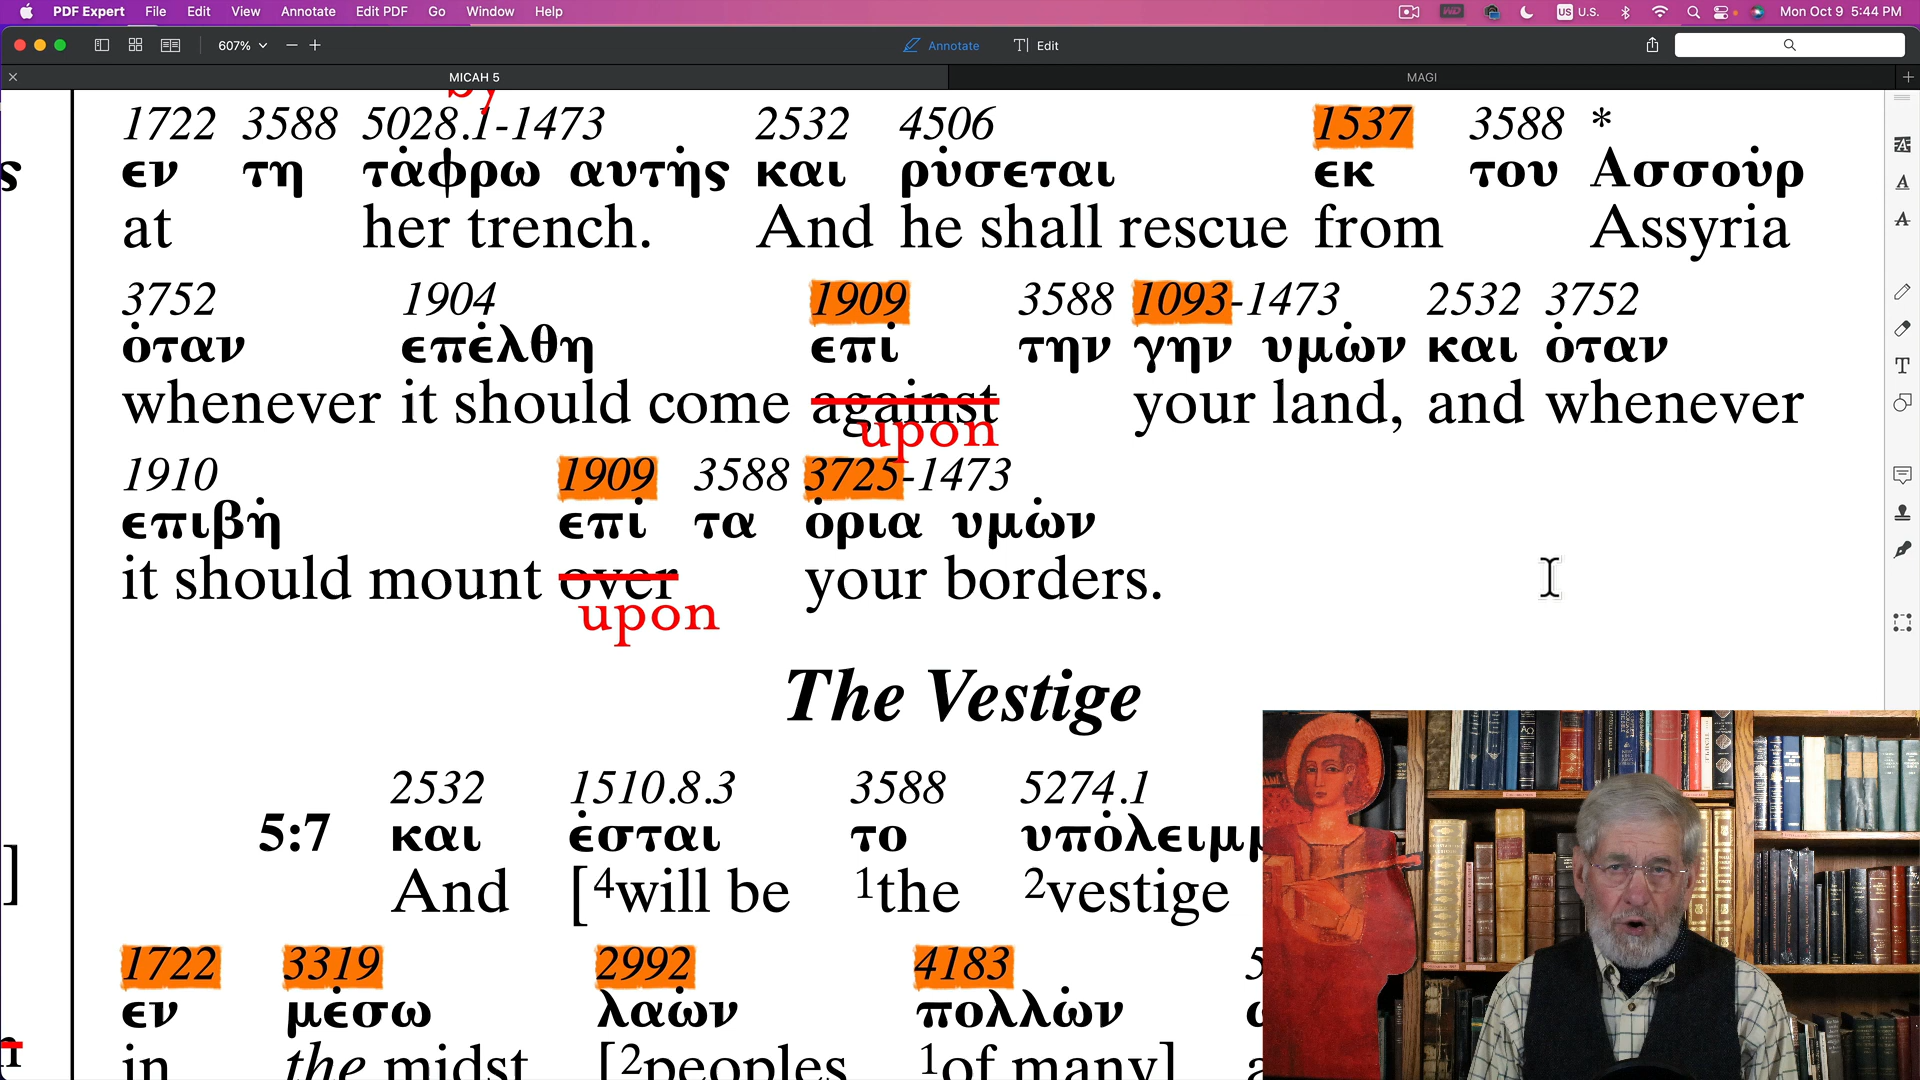 PDF Expert File Edit View Annotate Edit PDF Go Window Help US U.S. Mon Oct 9 5:44 PM
607% Annotate T| Edit
MICAH 5 MAGI
by
1722 3588 5028.1-1473 2532 4506 1537 3588 *
ς εν τη τάφρω αυτής και ρύσεται εκ του Ασσούρ
at her trench. And he shall rescue from Assyria
3752 1904 1909 3588 1093-1473 2532 3752
όταν επέλθη επί την γην υμών και όταν
whenever it should come against your land, and whenever
upon
1910 1909 3588 3725-1473
επιβή επί τα όρια υμών
it should mount over your borders.
upon
The Vestige
2532 1510.8.3 3588 5274.1
5:7 και έσται το υπόλειμμ
] And [4will be 1the 2vestige
1722 3319 2992 4183 5
εν μέσω λαών πολλών
in the midst [2peoples 1of many]